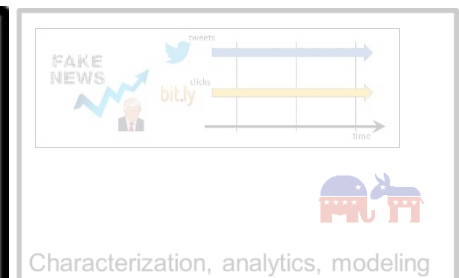 tweets
FAKE
NEWS
clicks
bit.ly
time
Characterization, analytics, modeling